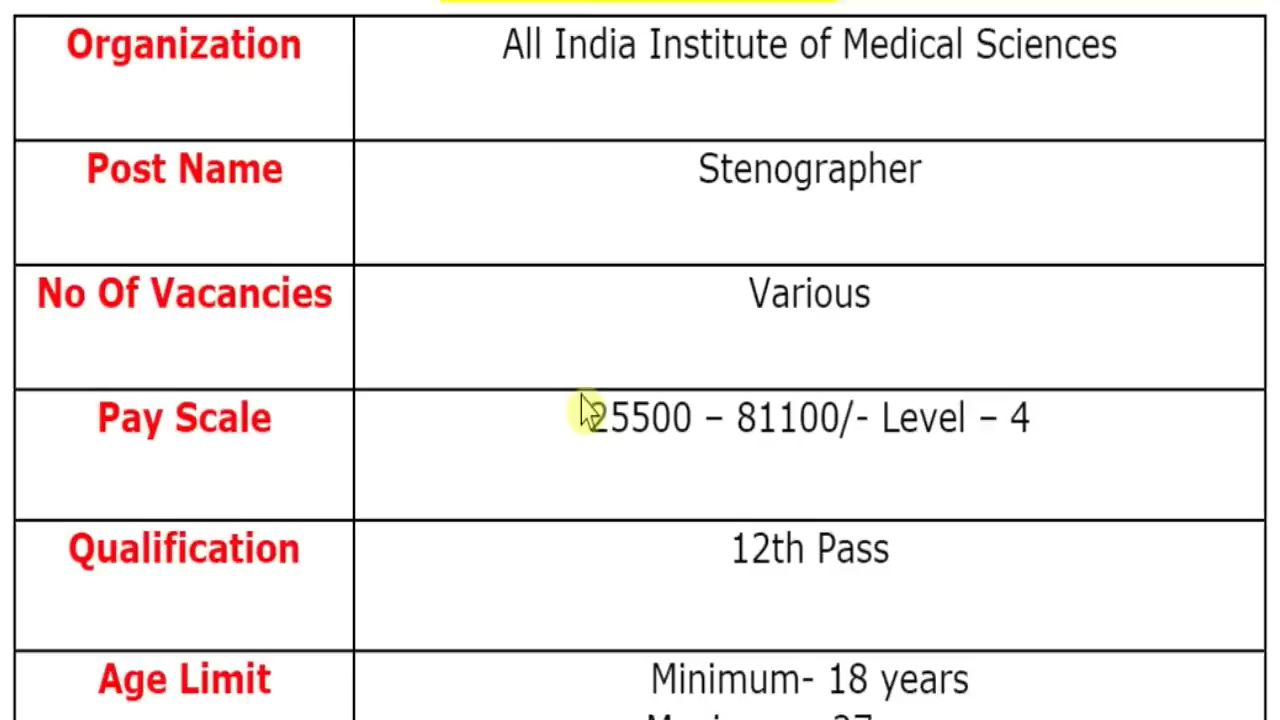 Organization All India Institute of Medical Sciences
Post Name Stenographer
No Of Vacancies Various
Pay Scale 25500 – 81100/- Level – 4
Qualification 12th Pass
Age Limit Minimum- 18 years